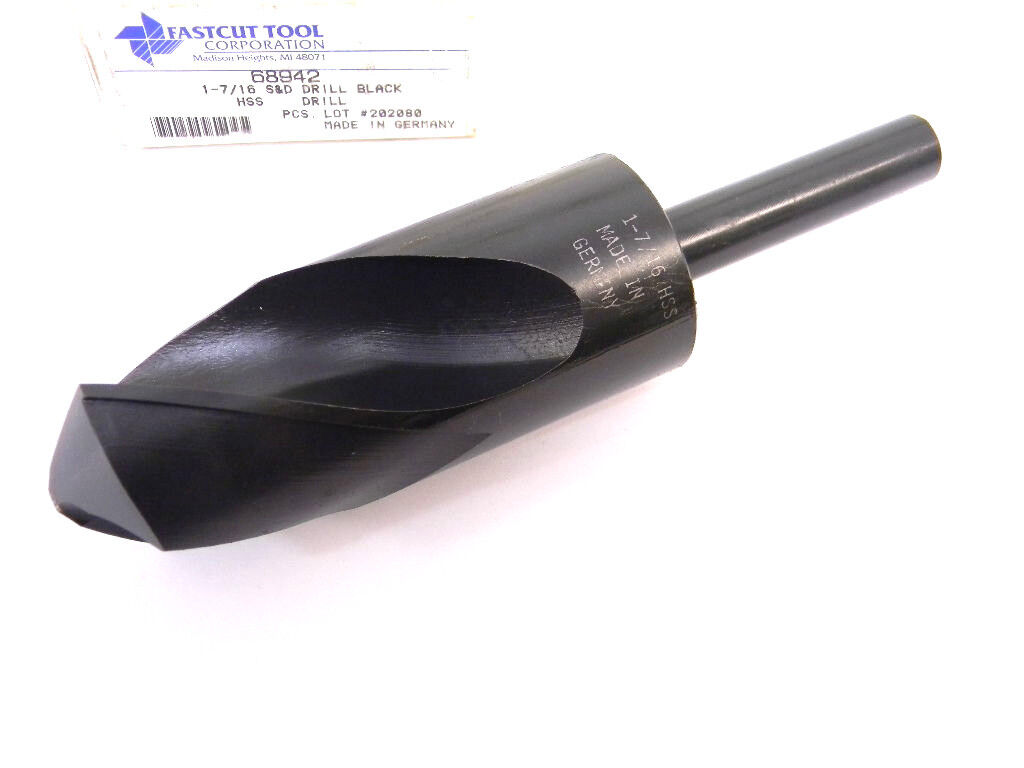 FASTCUT TOOL
CORPORATION
Madison Heights, MI 48071
68942
1-7/16 S&D DRILL BLACK
HSS DRILL
PCS. LOT #202080
MADE IN GERMANY
1-7/16 HSS
MADE IN
GERMANY